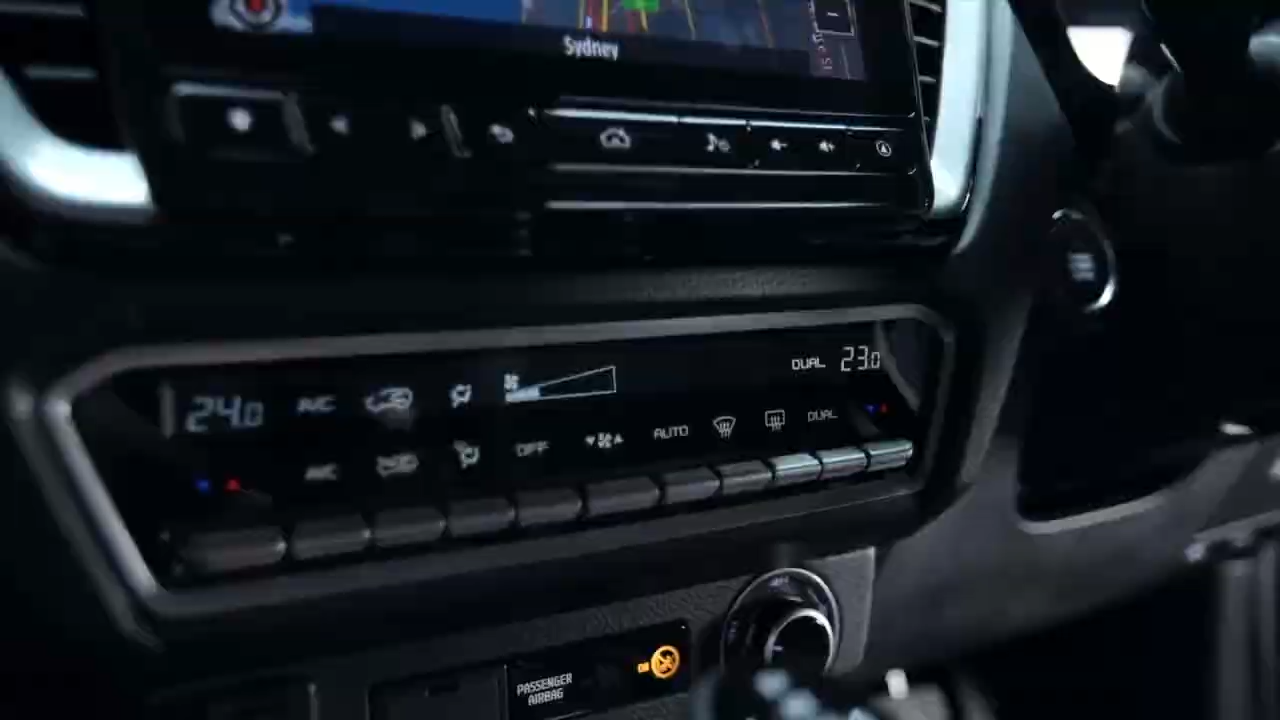 Sydney
DUAL 23.0
24.0 A/C
A/C OFF AUTO DUAL
PASSENGER
AIRBAG